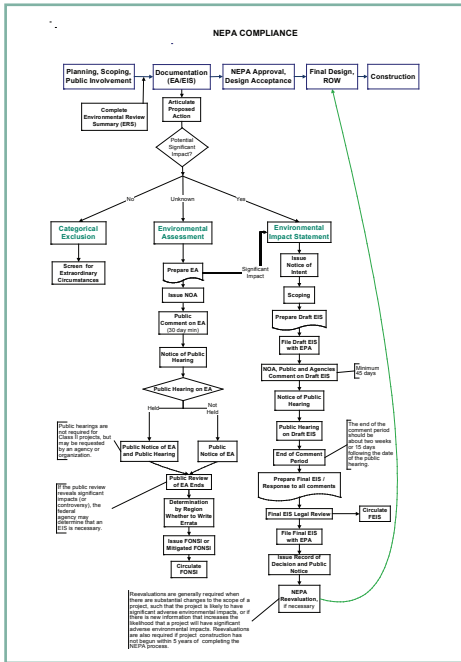 NEPA COMPLIANCE
Planning, Scoping,
Public Involvement
Documentation
(EA/EIS)
NEPA Approval,
Design Acceptance
Final Design,
ROW
Construction
Complete
Environmental Review
Summary (ERS)
Articulate
Proposed
Action
Potential
Significant
Impact?
No
Unknown
Yes
Categorical
Exclusion
Environmental
Assessment
Environmental
Impact Statement
Screen for
Extraordinary
Circumstances
Prepare EA
Significant
Impact
Issue
Notice of
Intent
Issue NOA
Scoping
Public
Comment on EA
(30 day min)
Prepare Draft EIS
File Draft EIS
with EPA
Notice of Public
Hearing
NOA, Public and Agencies
Comment on Draft EIS
Minimum
45 days
Public Hearing on EA
Notice of Public
Hearing
Held
Not
Held
Public Hearing
on Draft EIS
Public hearings are
not required for
Class II projects, but
may be requested
by an agency or
organization.
Public Notice of EA
and Public Hearing
Public
Notice of EA
End of Comment
Period
The end of the
comment period
should be
about two weeks
or 15 days
following the date
of the public
hearing.
Public Review
of EA Ends
Prepare Final EIS /
Response to all comments
If the public review
reveals significant
impacts (or
controversy), the
federal
agency may
determine that an
EIS is necessary.
Determination
by Region
Whether to Write
Errata
Final EIS Legal Review
Circulate
FEIS
File Final EIS
with EPA
Issue FONSI or
Mitigated FONSI
Issue Record of
Decision and Public
Notice
Circulate
FONSI
NEPA
Reevaluation,
if necessary
Reevaluations are generally required when
there are substantial changes to the scope of a
project, such that the project is likely to have
significant adverse environmental impacts, or if
there is new information that increases the
likelihood that a project will have significant
adverse environmental impacts. Reevaluations
are also required if project construction has
not begun within 5 years of completing the
NEPA process.